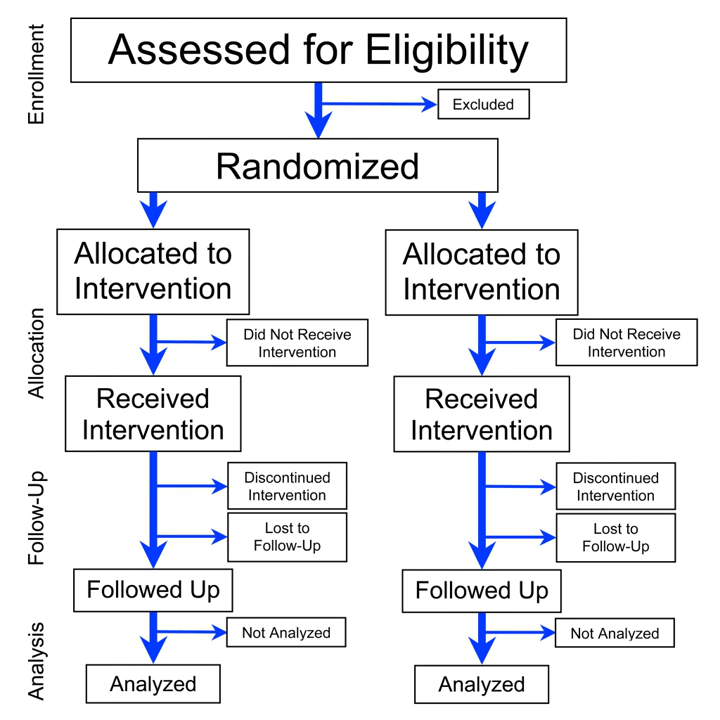 Enrollment
Assessed for Eligibility
Excluded
Randomized
Allocation
Allocated to
Intervention
Allocated to
Intervention
Did Not Receive
Intervention
Did Not Receive
Intervention
Received
Intervention
Received
Intervention
Follow-Up
Discontinued
Intervention
Discontinued
Intervention
Lost to
Follow-Up
Lost to
Follow-Up
Followed Up
Followed Up
Analysis
Not Analyzed
Not Analyzed
Analyzed
Analyzed